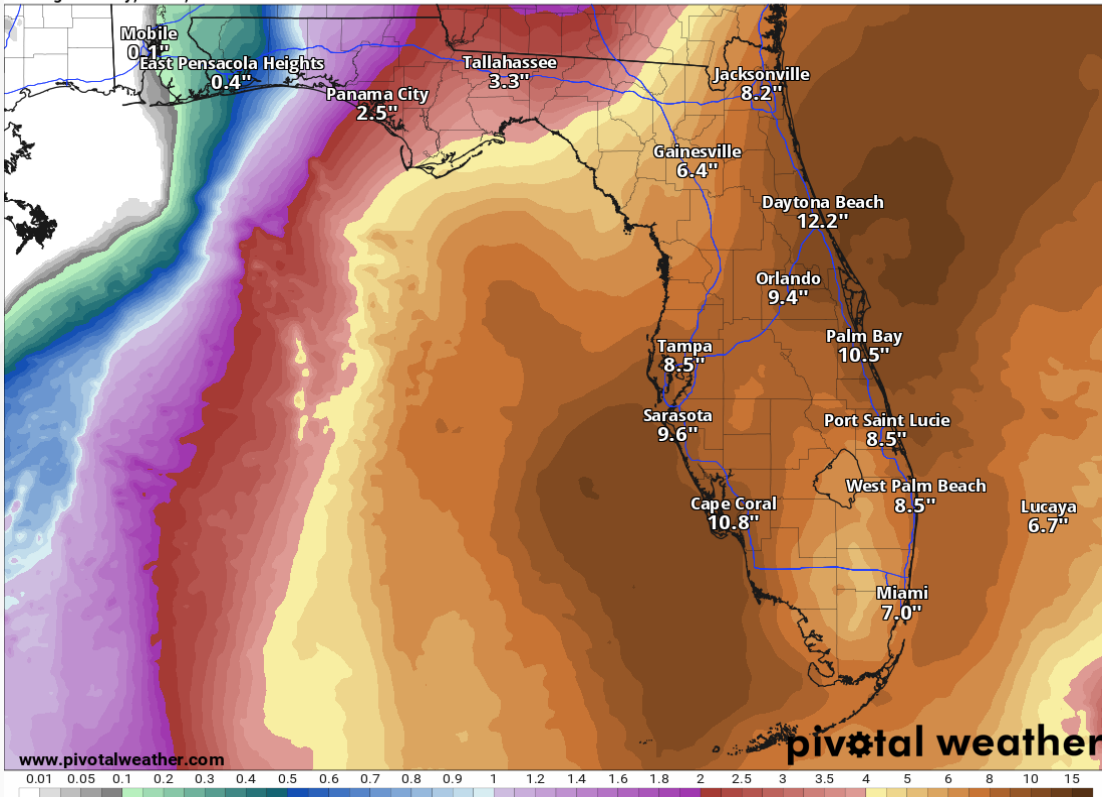 Mobile
0.1"
East Pensacola Heights
0.4"
Panama City
2.5"
Tallahassee
3.3"
Jacksonville
8.2"
Gainesville
6.4"
Daytona Beach
12.2"
Orlando
9.4"
Palm Bay
10.5"
Tampa
8.5"
Sarasota
9.6"
Port Saint Lucie
8.5"
West Palm Beach
8.5"
Cape Coral
10.8"
Lucaya
6.7"
Miami
7.0"
pivotal weather
www.pivotalweather.com
0.01 0.05 0.1 0.2 0.3 0.4 0.5 0.6 0.7 0.8 0.9 1 1.2 1.4 1.6 1.8 2 2.5 3 3.5 4 5 6 8 10 15